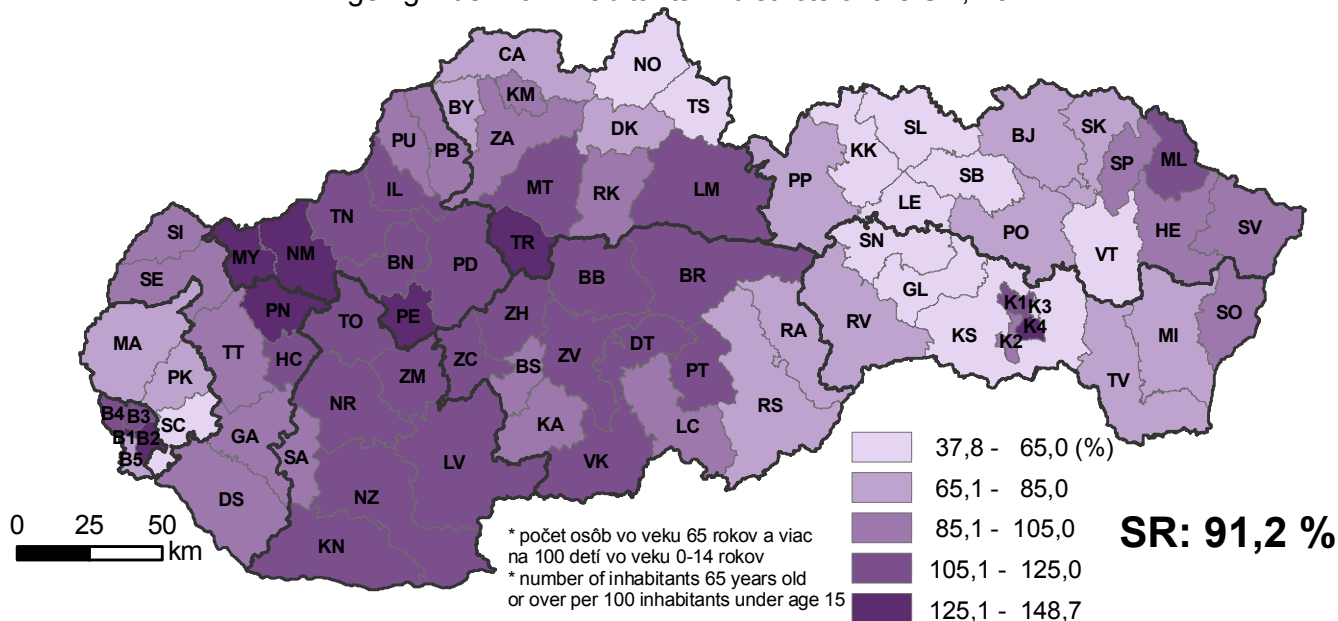 CA
NO
KM
BY
TS
DK
PU
ZA
PB
SL
BJ
SK
KK
SP
ML
IL
MT
RK
LM
PP
SB
LE
TN
PO
HE
SV
SI
TR
SN
VT
MY
NM
BN
PD
BB
BR
SE
GL
PN
TO
PE
ZH
K1
K3
SO
RV
KS
K4
K2
RA
MI
MA
TT
HC
DT
ZV
ZC
BS
PT
PK
ZM
TV
NR
RS
B4
B3
SC
KA
LC
B1
B2
GA
B5
SA
LV
VK
DS
NZ
KN
0 25 50
km
* počet osôb vo veku 65 rokov a viac
na 100 detí vo veku 0-14 rokov
* number of inhabitants 65 years old
or over per 100 inhabitants under age 15
37,8 - 65,0 (%)
65,1 - 85,0
85,1 - 105,0
105,1 - 125,0
125,1 - 148,7
SR: 91,2 %